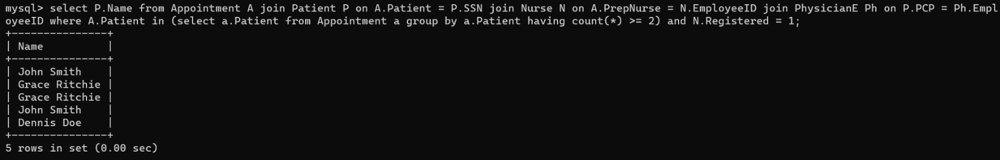 mysql> select P.Name from Appointment A join Patient P on A.Patient = P.SSN join Nurse N on A.PrepNurse = N.EmployeeID join PhysicianE Ph on P.PCP = Ph.Empl
oyeeID where A.Patient in (select a.Patient from Appointment a group by a.Patient having count(*) >= 2) and N.Registered = 1;
+---------------+
| Name          |
+---------------+
| John Smith    |
| Grace Ritchie |
| Grace Ritchie |
| John Smith    |
| Dennis Doe    |
+---------------+
5 rows in set (0.00 sec)